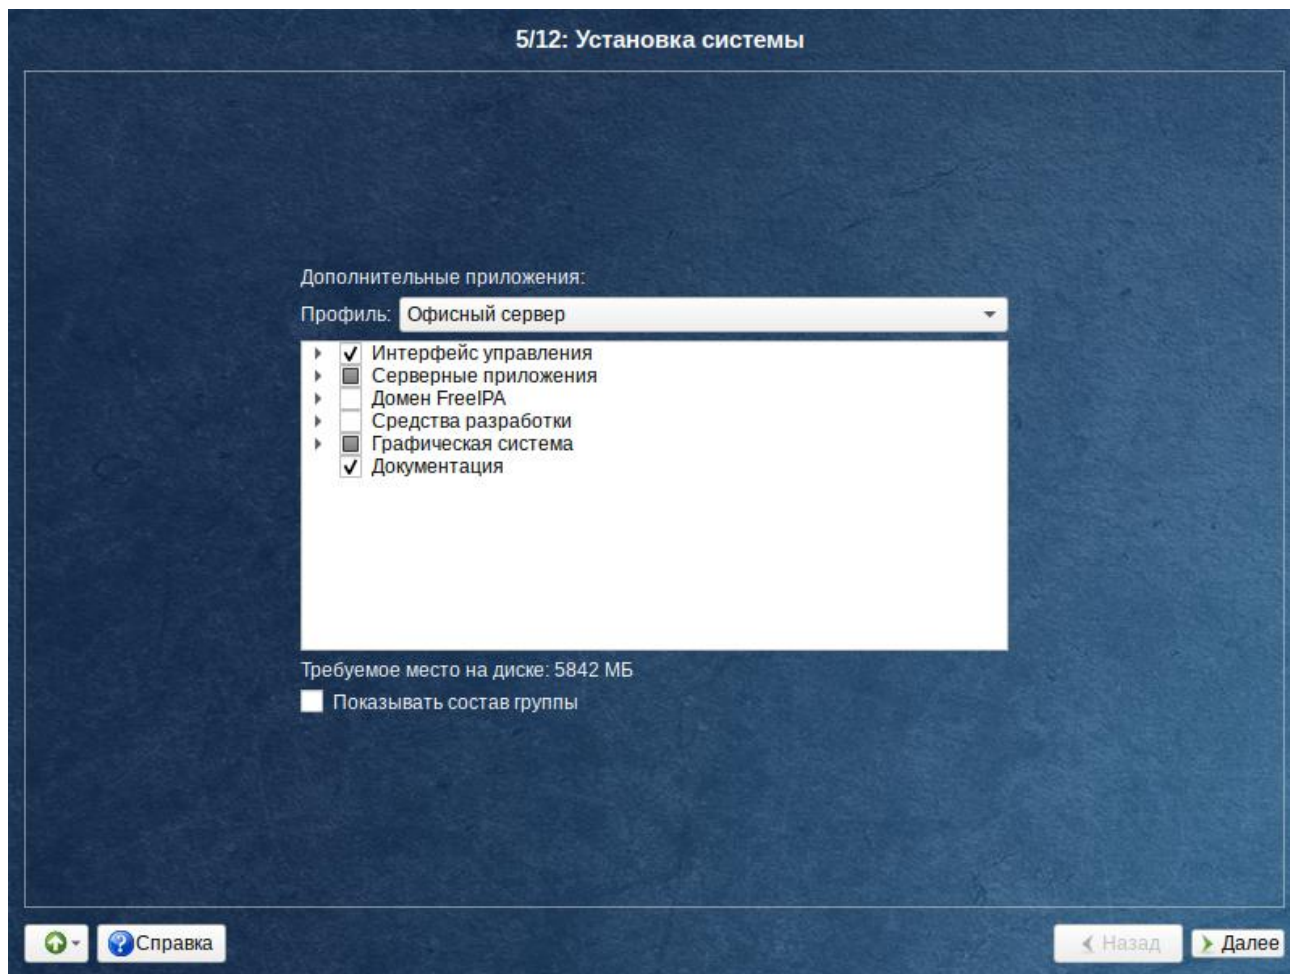 5/12: Установка системы
Дополнительные приложения:
Профиль: Офисный сервер
Интерфейс управления
Серверные приложения
Домен FreeIPA
Средства разработки
Графическая система
Документация
Требуемое место на диске: 5842 МБ
Показывать состав группы
Справка Назад Далее